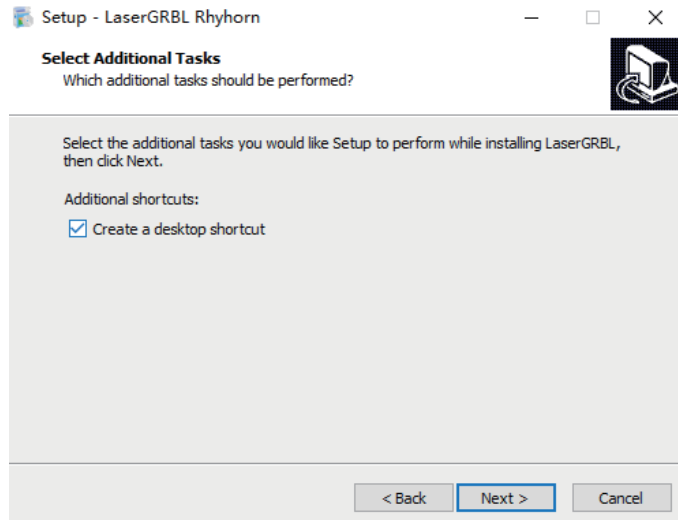 Setup - LaserGRBL Rhyhorn
Select Additional Tasks
Which additional tasks should be performed?
Select the additional tasks you would like Setup to perform while installing LaserGRBL,
then click Next.
Additional shortcuts:
Create a desktop shortcut
< Back
Next >
Cancel